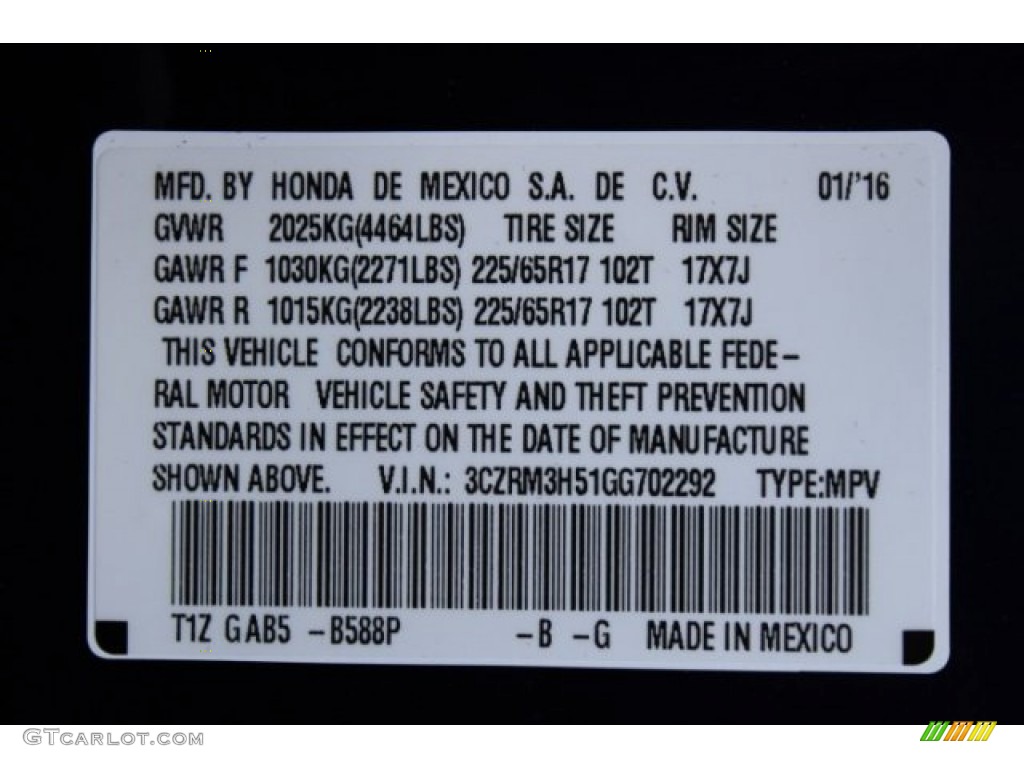 MFD. BY HONDA DE MEXICO S.A. DE C.V. 01/'16
GVWR 2025KG(4464LBS) TIRE SIZE RIM SIZE
GAWR F 1030KG(2271LBS) 225/65R17 102T 17X7J
GAWR R 1015KG(2238LBS) 225/65R17 102T 17X7J
THIS VEHICLE CONFORMS TO ALL APPLICABLE FEDE-
RAL MOTOR VEHICLE SAFETY AND THEFT PREVENTION
STANDARDS IN EFFECT ON THE DATE OF MANUFACTURE
SHOWN ABOVE. V.I.N.: 3CZRM3H51GG702292 TYPE:MPV
T1Z GAB5 -B588P -B -G MADE IN MEXICO
GTCARLOT.COM